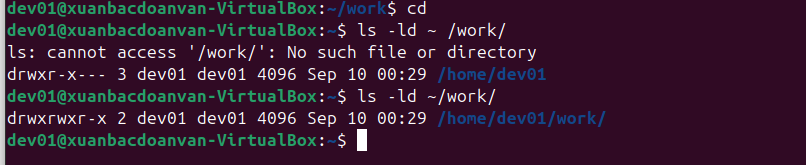 dev01@xuanbacdoanvan-VirtualBox:~/work$ cd
dev01@xuanbacdoanvan-VirtualBox:~$ ls -ld ~ /work/
ls: cannot access '/work/': No such file or directory
drwxr-x--- 3 dev01 dev01 4096 Sep 10 00:29 /home/dev01
dev01@xuanbacdoanvan-VirtualBox:~$ ls -ld ~/work/
drwxrwxr-x 2 dev01 dev01 4096 Sep 10 00:29 /home/dev01/work/
dev01@xuanbacdoanvan-VirtualBox:~$